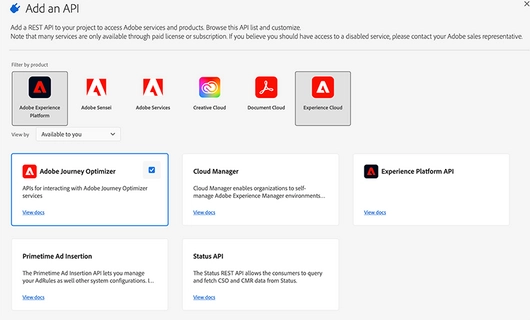 Add an API
Add a REST API to your project to access Adobe services and products. Browse this API list and customize.
Note that many services are only available through paid license or subscription. If you believe you should have access to a disabled service, please contact your Adobe sales representative.
Filter by product
Adobe Experience
Platform
Adobe Sensei
Adobe Services
Creative Cloud
Document Cloud
Experience Cloud
View by
Available to you
Adobe Journey Optimizer
APIs for interacting with Adobe Journey Optimizer
services
View docs
Cloud Manager
Cloud Manager enables organizations to self-
manage Adobe Experience Manager environments...
View docs
Experience Platform API
View docs
Primetime Ad Insertion
The Primetime Ad Insertion API lets you manage
your AdRules as well other system configurations. I...
View docs
Status API
The Status REST API allows the consumers to query
and fetch CSO and CMR data from Status.
View docs